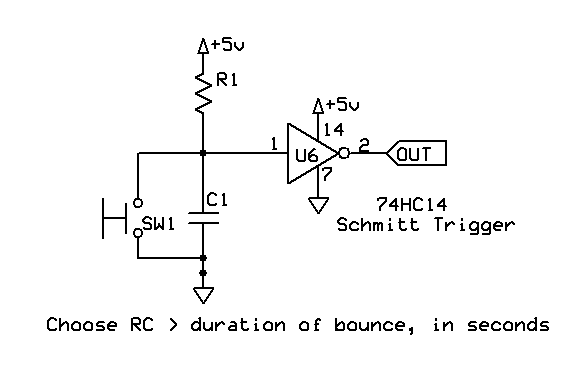 +5v
R1
+5v
14
1
U6
2
OUT
7
C1
SW1
74HC14
Schmitt Trigger
Choose RC > duration of bounce, in seconds